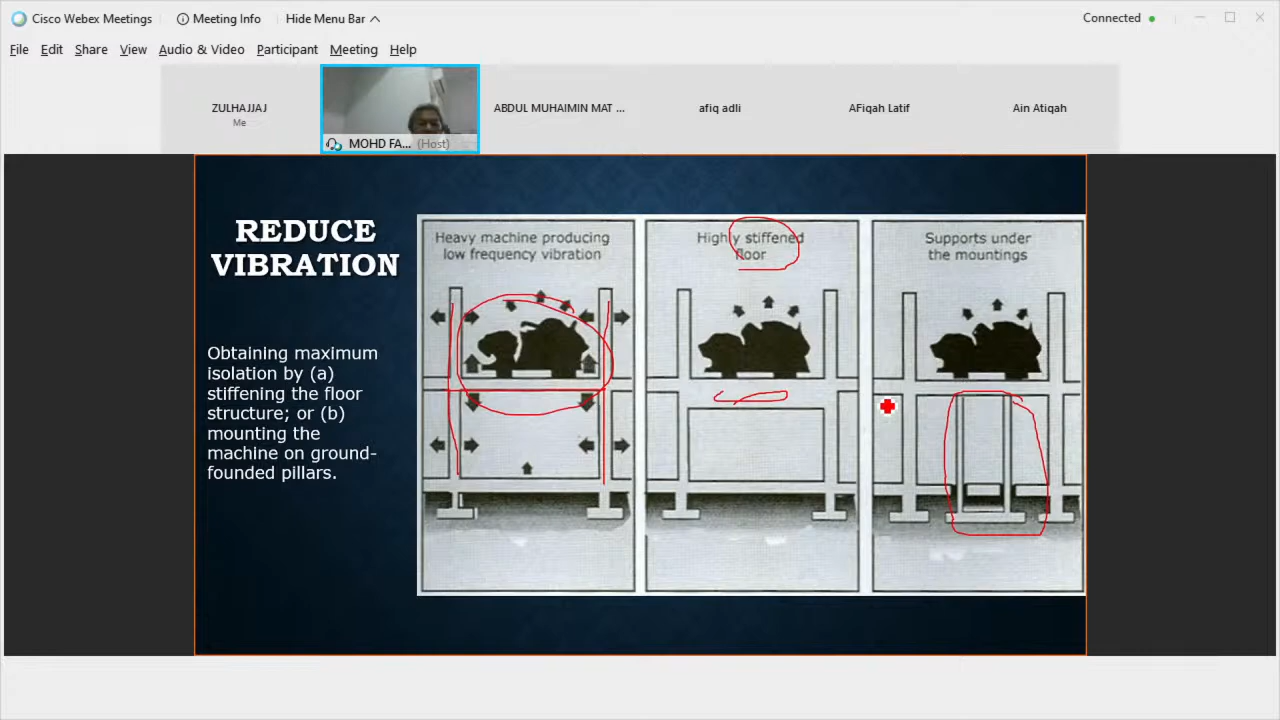 Cisco Webex Meetings
Meeting Info
Hide Menu Bar
Connected
File Edit Share View Audio & Video Participant Meeting Help
ZULHAJJAJ
Me
MOHD FA... (Host)
ABDUL MUHAIMIN MAT ...
afiq adli
AFiqah Latif
Ain Atiqah
REDUCE
VIBRATION
Obtaining maximum
isolation by (a)
stiffening the floor
structure; or (b)
mounting the
machine on ground-
founded pillars.
Heavy machine producing
low frequency vibration
Highly stiffened
floor
Supports under
the mountings